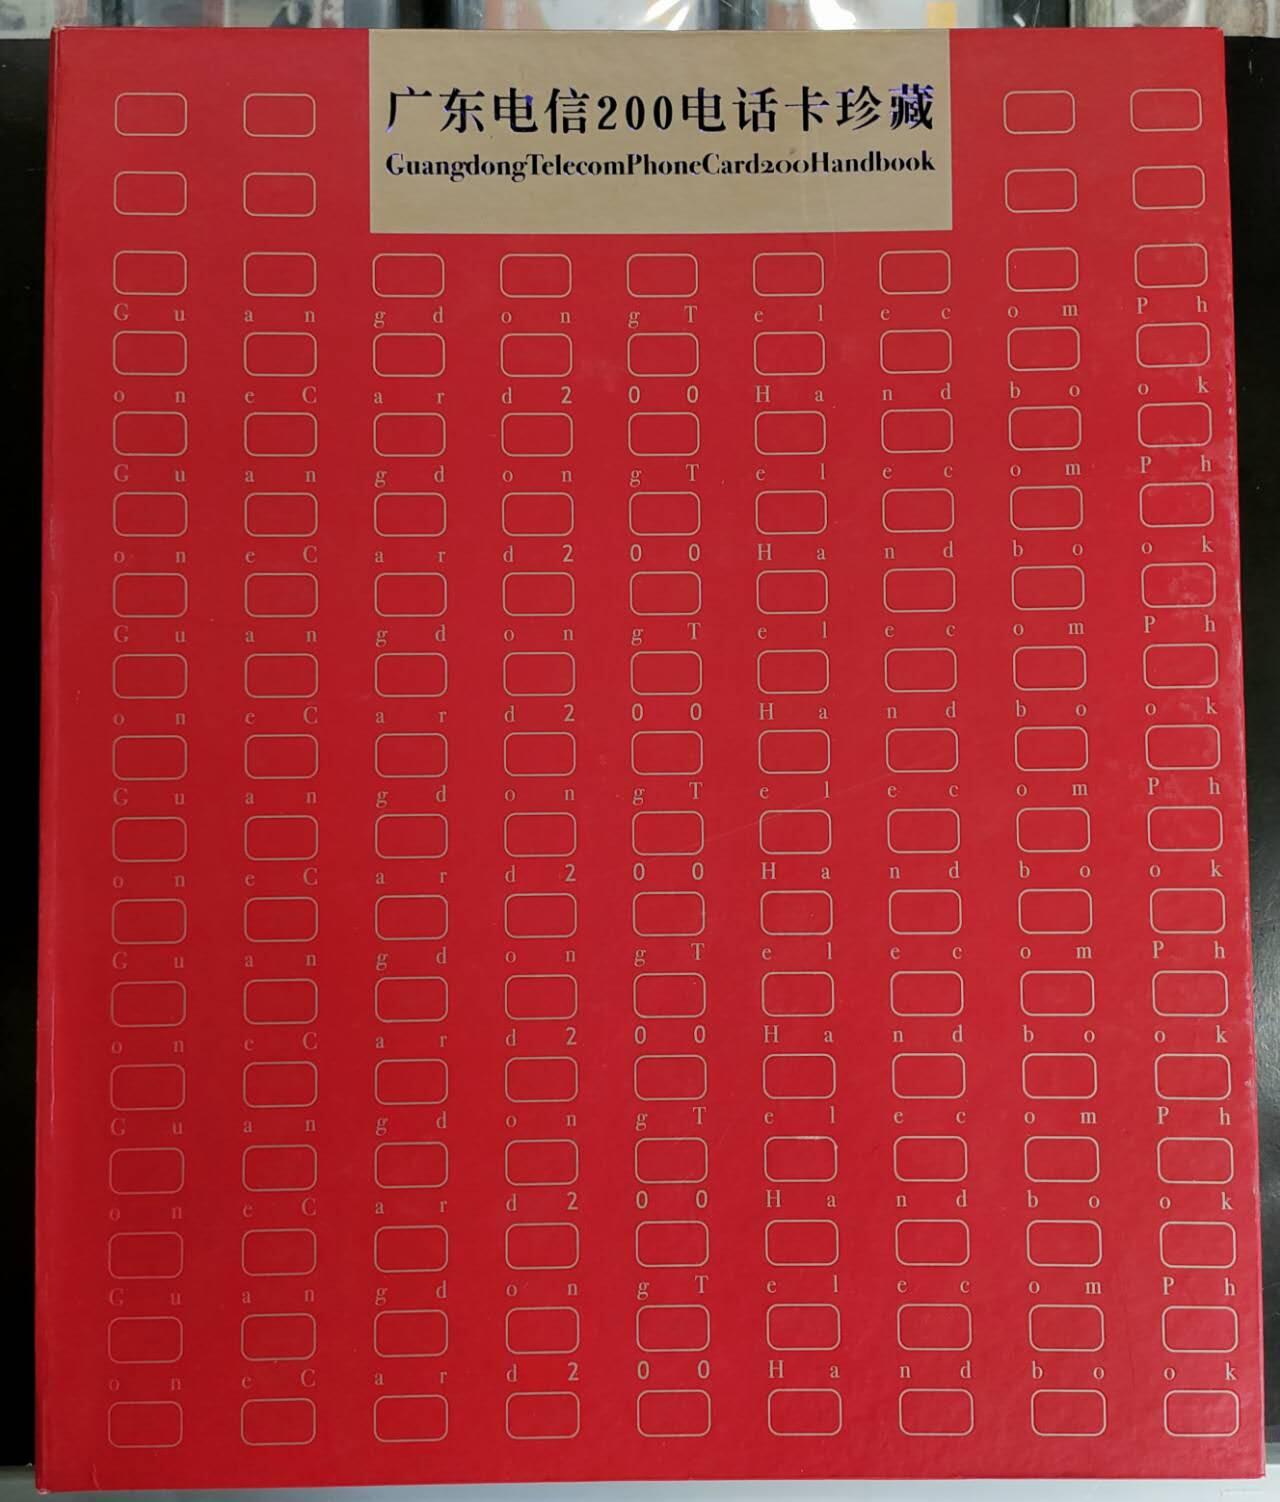 广东电信200电话卡珍藏
GuangdongTelecomPhoneCard200Handbook
G u a n g d o n g T e l e c o m P h
o n e C a r d 2 0 0 H a n d b o o k
G u a n g d o n g T e l e c o m P h
o n e C a r d 2 0 0 H a n d b o o k
G u a n g d o n g T e l e c o m P h
o n e C a r d 2 0 0 H a n d b o o k
G u a n g d o n g T e l e c o m P h
o n e C a r d 2 0 0 H a n d b o o k
G u a n g d o n g T e l e c o m P h
o n e C a r d 2 0 0 H a n d b o o k
G u a n g d o n g T e l e c o m P h
o n e C a r d 2 0 0 H a n d b o o k
G u a n g d o n g T e l e c o m P h
o n e C a r d 2 0 0 H a n d b o o k